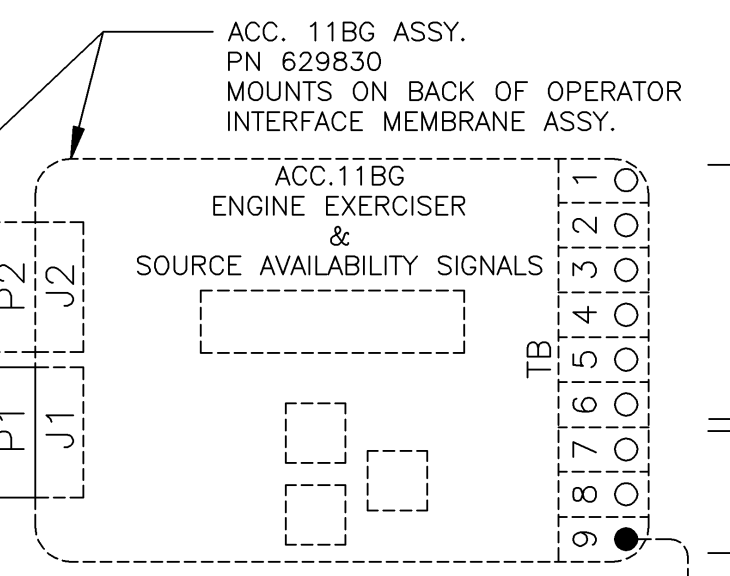 ACC. 11BG ASSY.
PN 629830
MOUNTS ON BACK OF OPERATOR
INTERFACE MEMBRANE ASSY.
ACC.11BG
ENGINE EXERCISER
&
SOURCE AVAILABILITY SIGNALS
P2
J2
P1
J1
TB
1
2
3
4
5
6
7
8
9